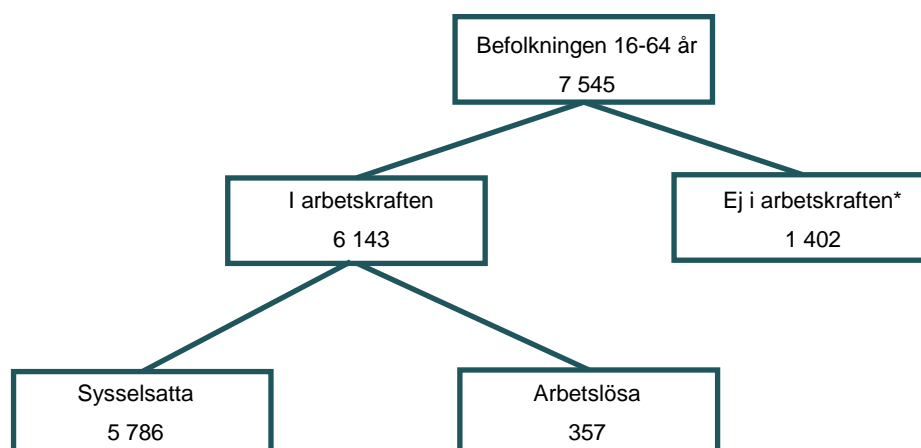 Befolkningen 16-64 år
7 545
I arbetskraften
6 143
Ej i arbetskraften*
1 402
Sysselsatta
5 786
Arbetslösa
357